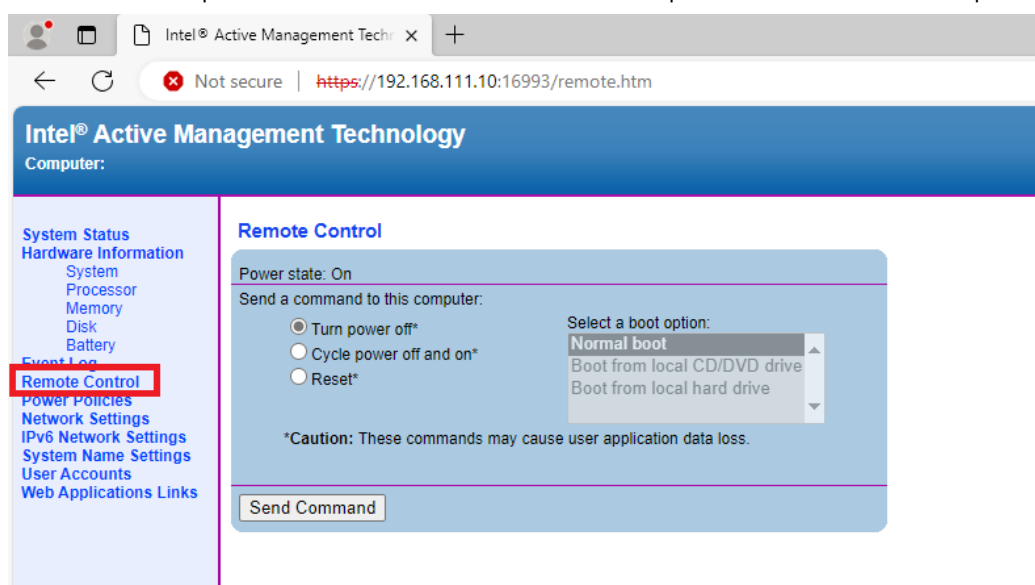 Intel® Active Management Techn
Not secure | https://192.168.111.10:16993/remote.htm
Intel® Active Management Technology
Computer:
System Status
Hardware Information
System
Processor
Memory
Disk
Battery
Event Log
Remote Control
Power Policies
Network Settings
IPv6 Network Settings
System Name Settings
User Accounts
Web Applications Links
Remote Control
Power state: On
Send a command to this computer:
Turn power off*
Cycle power off and on*
Reset*
Select a boot option:
Normal boot
Boot from local CD/DVD drive
Boot from local hard drive
*Caution: These commands may cause user application data loss.
Send Command